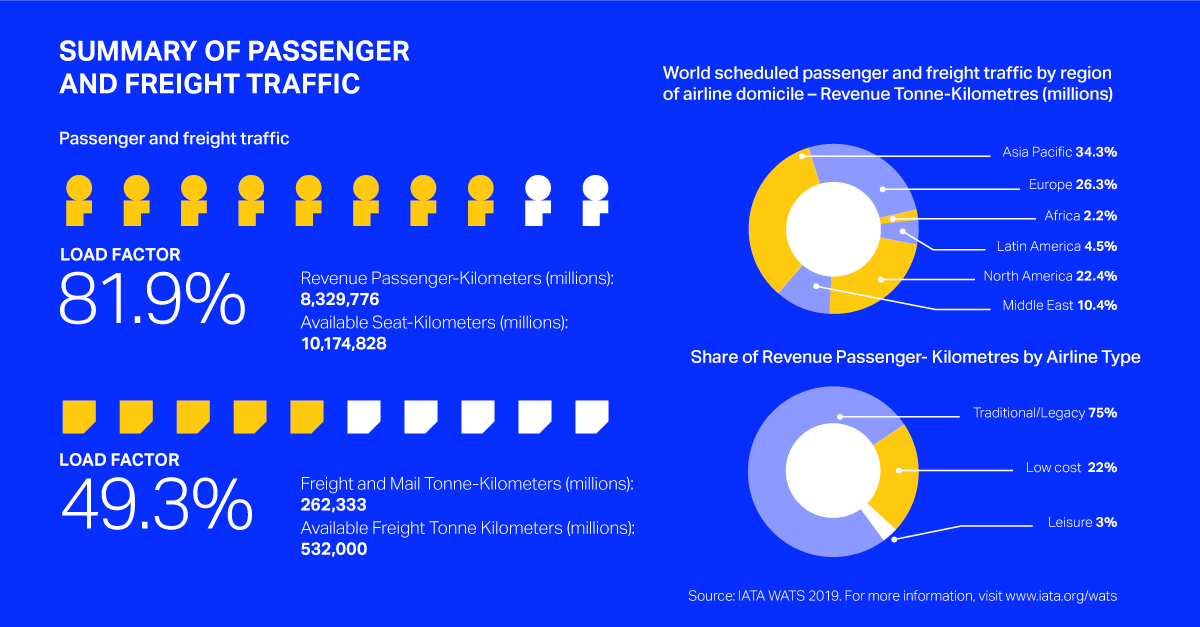 SUMMARY OF PASSENGER
AND FREIGHT TRAFFIC
Passenger and freight traffic
LOAD FACTOR
81.9%
Revenue Passenger-Kilometers (millions):
8,329,776
Available Seat-Kilometers (millions):
10,174,828
LOAD FACTOR
49.3%
Freight and Mail Tonne-Kilometers (millions):
262,333
Available Freight Tonne Kilometers (millions):
532,000
World scheduled passenger and freight traffic by region
of airline domicile – Revenue Tonne-Kilometres (millions)
Asia Pacific 34.3%
Europe 26.3%
Africa 2.2%
Latin America 4.5%
North America 22.4%
Middle East 10.4%
Share of Revenue Passenger- Kilometres by Airline Type
Traditional/Legacy 75%
Low cost 22%
Leisure 3%
Source: IATA WATS 2019. For more information, visit www.iata.org/wats